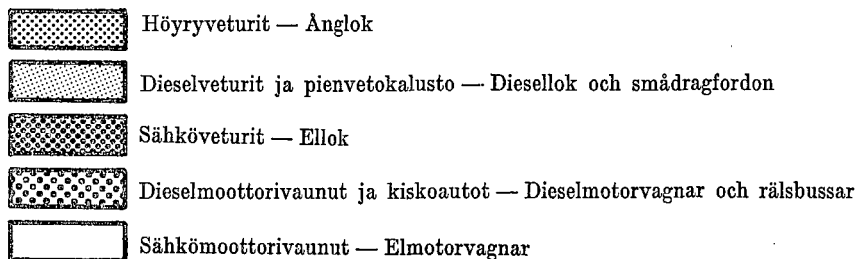 Höyryveturit — Ånglok
Dieselveturit ja pienvetokalusto — Diesellok och smådragfordon
Sähköveturit — Ellok
Dieselmoottorivaunut ja kiskoautot — Dieselmotorvagnar och rälsbussar
Sähkömoottorivaunut — Elmotorvagnar